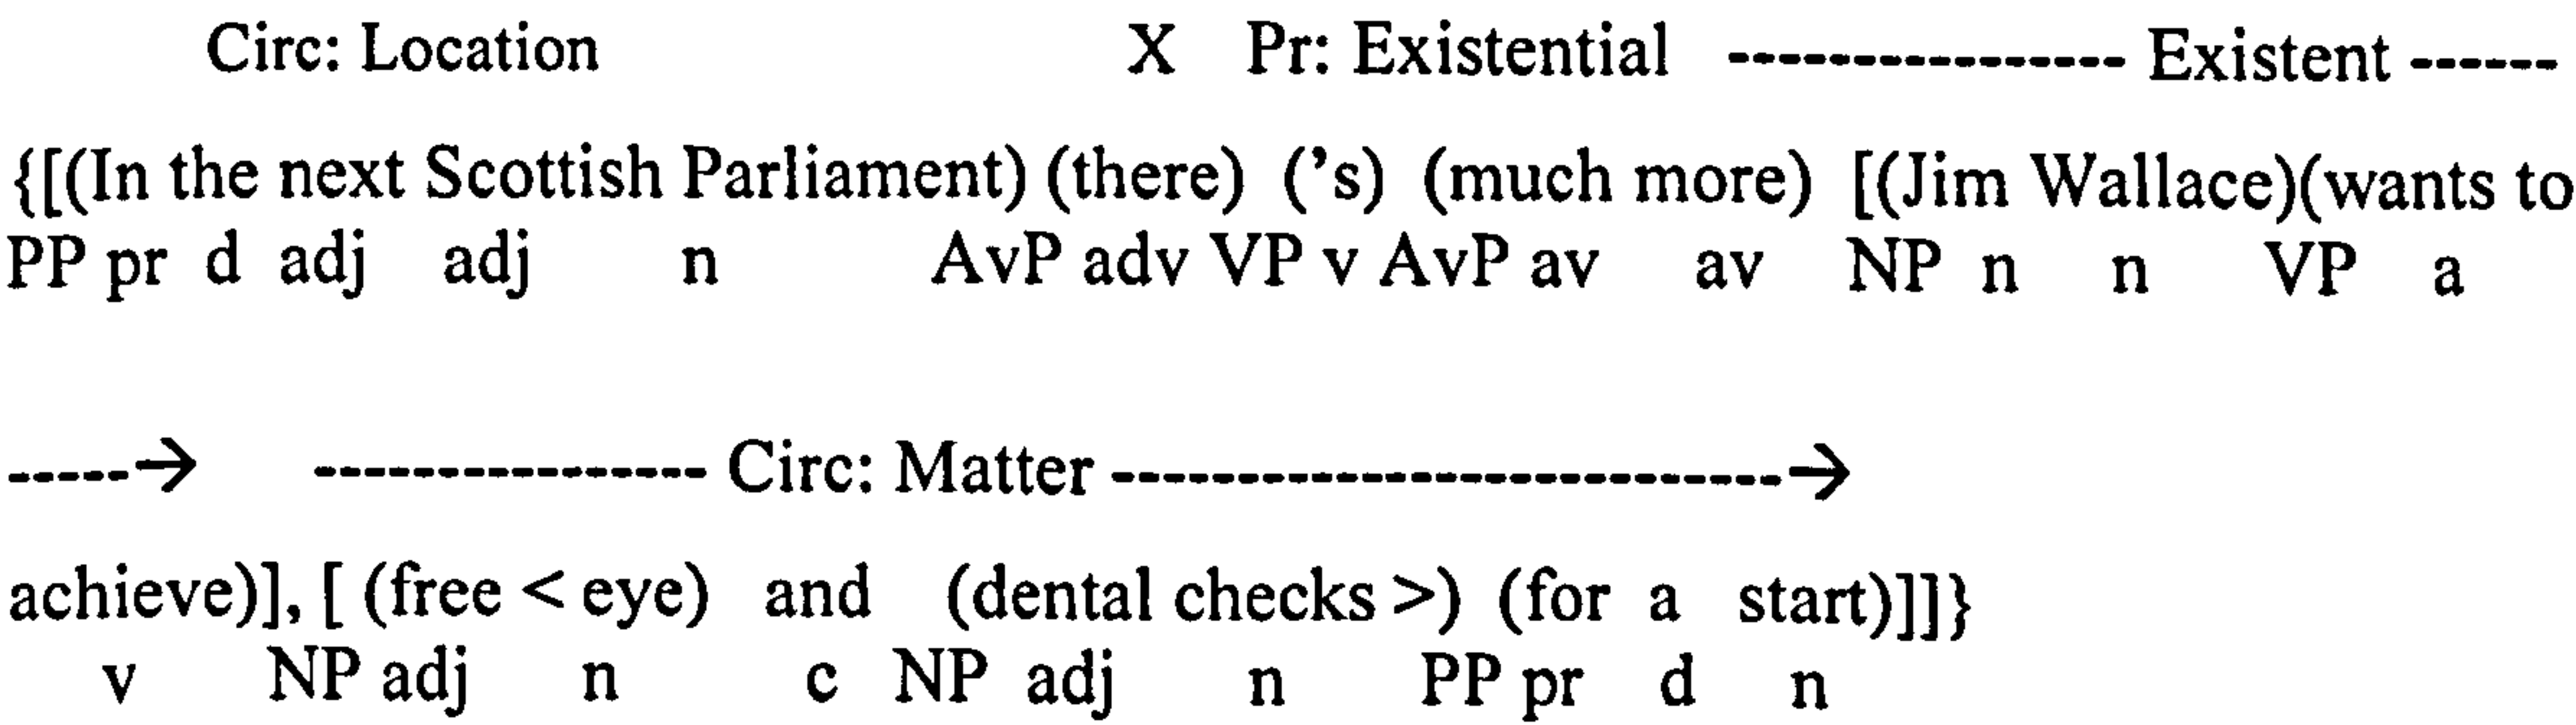 Circ: Location X Pr: Existential ---------------- Existent ------
{[(In the next Scottish Parliament) (there) (’s) (much more) [(Jim Wallace)(wants to
PP pr d adj adj n AvP adv VP v AvP av av NP n n VP a
-----→ ---------------- Circ: Matter ---------------------------→
achieve)], [ (free < eye) and (dental checks >) (for a start)]]}
v NP adj n c NP adj n PP pr d n